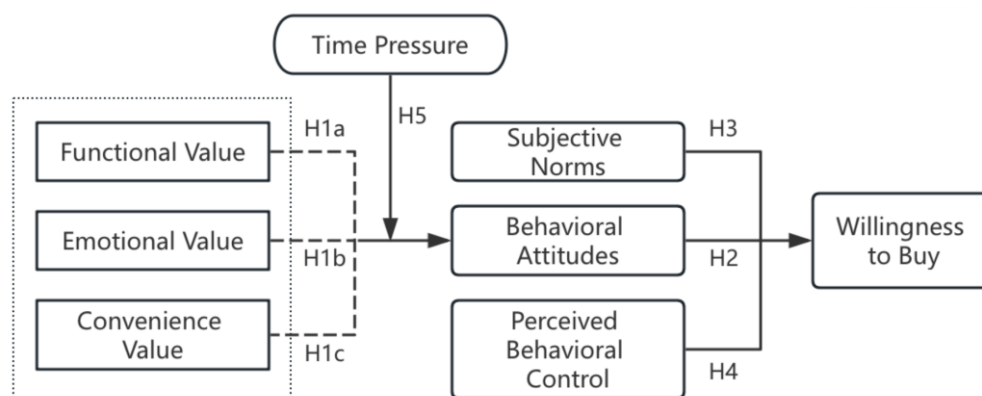 Time Pressure
H1a
H5
H3
Functional Value
Subjective
Norms
Emotional Value
H1b
Behavioral
Attitudes
H2
Willingness
to Buy
Convenience
Value
H1c
Perceived
Behavioral
Control
H4